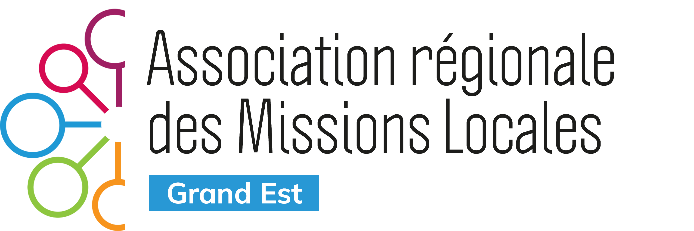 Association régionale
des Missions Locales
Grand Est